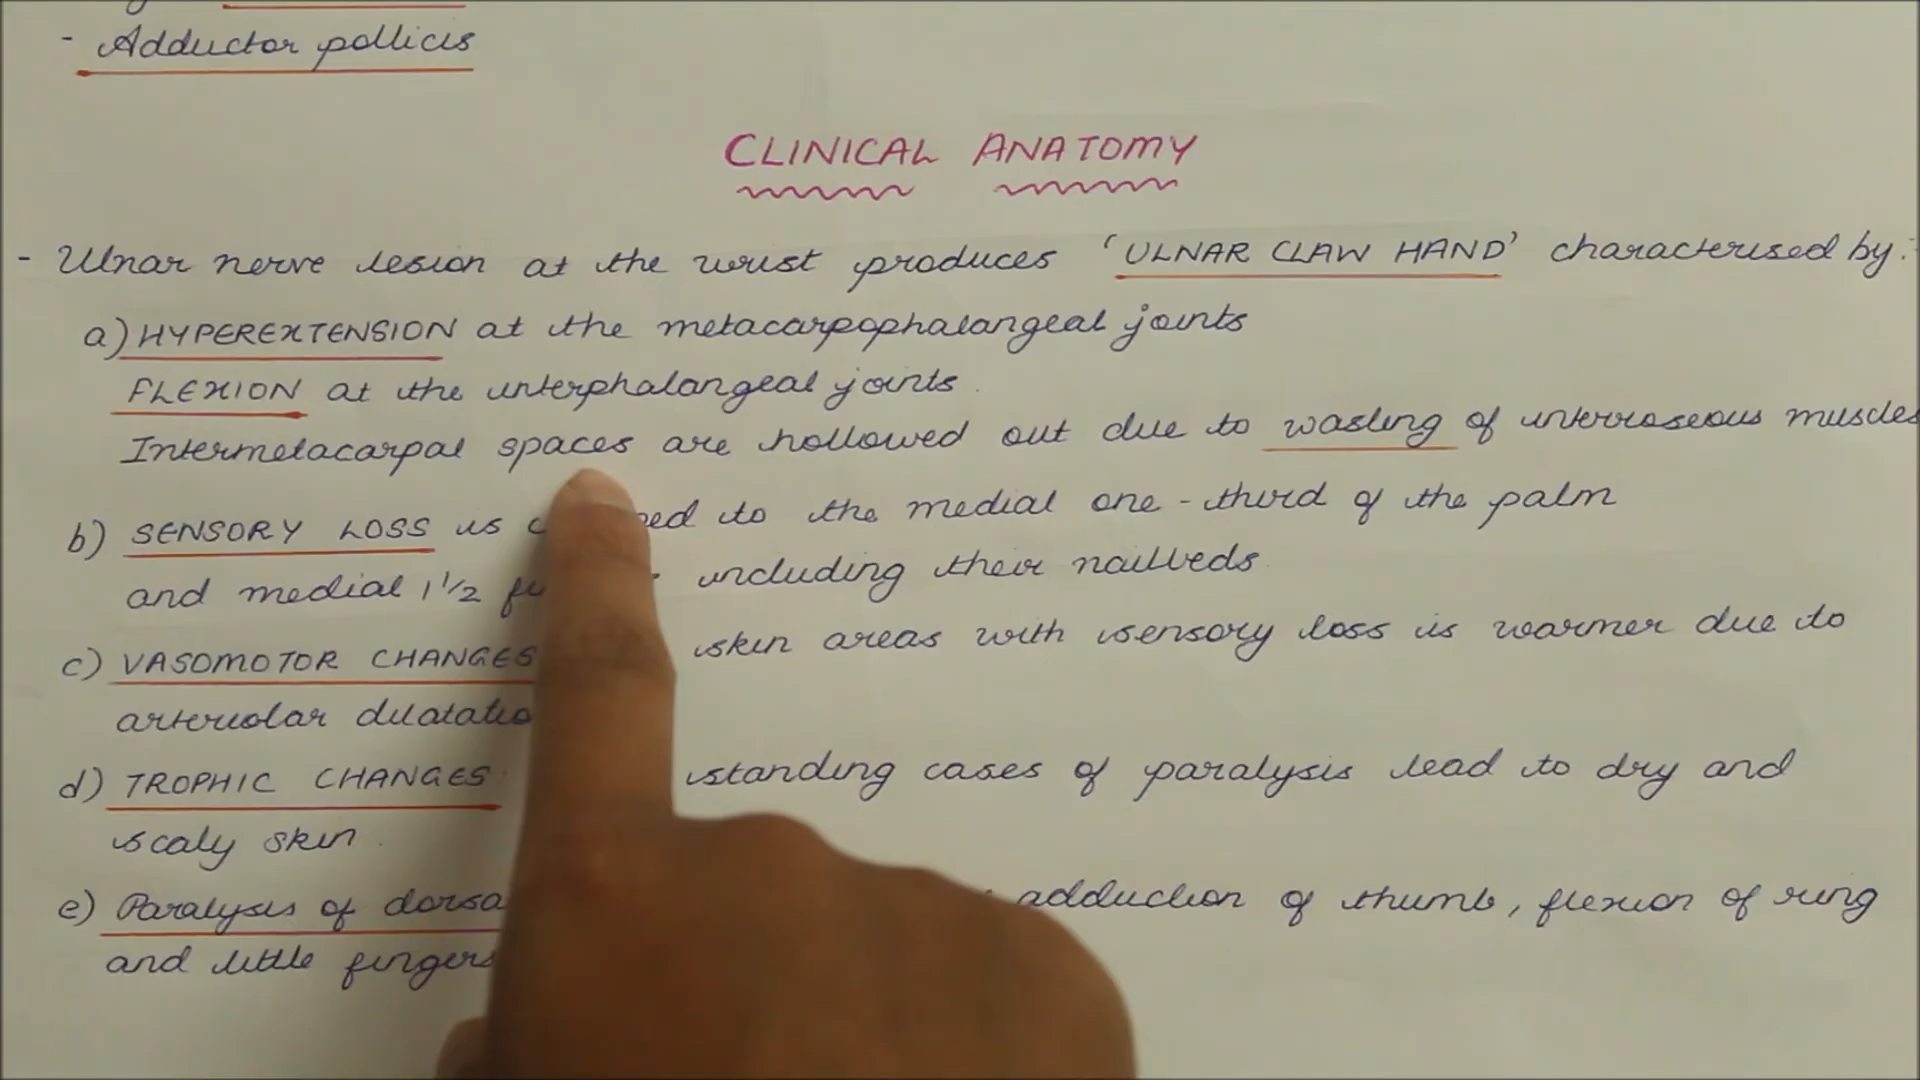 - Adductor pollicis
CLINICAL ANATOMY
- Ulnar nerve lesion at the wrist produces 'ULNAR CLAW HAND' characterised by:-
a) HYPEREXTENSION at the metacarpophalangeal joints
FLEXION at the interphalangeal joints.
Intermetacarpal spaces are hollowed out due to wasting of interroseous muscles
b) SENSORY LOSS is to the medial one-third of the palm
and medial 1 1/2 including their nailbeds.
c) VASOMOTOR CHANGES skin areas with sensory loss is warmer due to
arteriolar
d) TROPHIC CHANGES: standing cases of paralysis lead to dry and
scaly skin.
e) Paralysis of adduction of thumb, flexion of ring
and little fingers